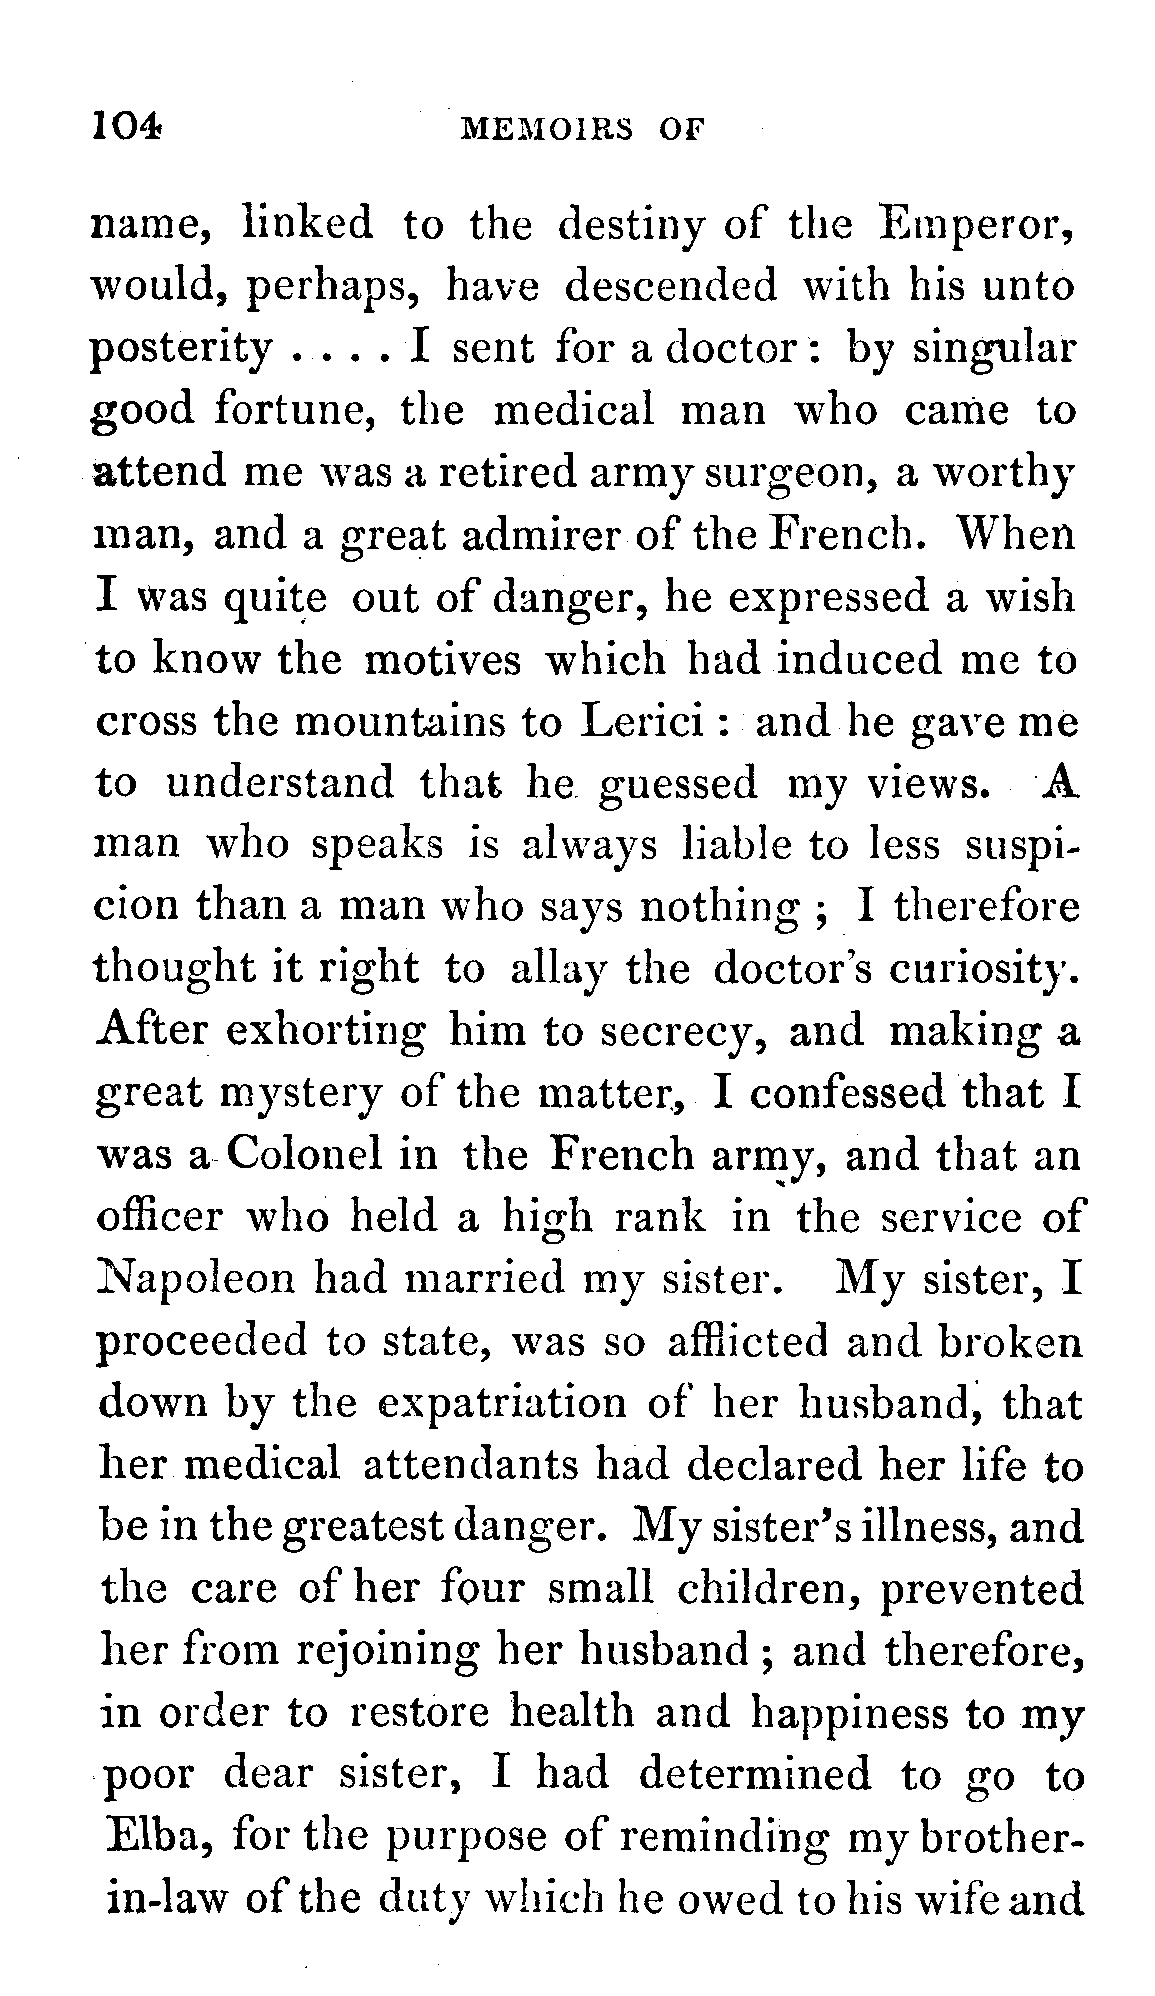 104 MEMOIRS OF
name, linked to the destiny of the Emperor,
would, perhaps, have descended with his unto
posterity .... I sent for a doctor: by singular
good fortune, the medical man who came to
attend me was a retired army surgeon, a worthy
man, and a great admirer of the French. When
I was quite out of danger, he expressed a wish
to know the motives which had induced me to
cross the mountains to Lerici: and he gave me
to understand that he guessed my views. A
man who speaks is always liable to less suspi-
cion than a man who says nothing; I therefore
thought it right to allay the doctor's curiosity.
After exhorting him to secrecy, and making a
great mystery of the matter, I confessed that I
was a Colonel in the French army, and that an
officer who held a high rank in the service of
Napoleon had married my sister. My sister, I
proceeded to state, was so afflicted and broken
down by the expatriation of her husband, that
her medical attendants had declared her life to
be in the greatest danger. My sister's illness, and
the care of her four small children, prevented
her from rejoining her husband; and therefore,
in order to restore health and happiness to my
poor dear sister, I had determined to go to
Elba, for the purpose of reminding my brother-
in-law of the duty which he owed to his wife and